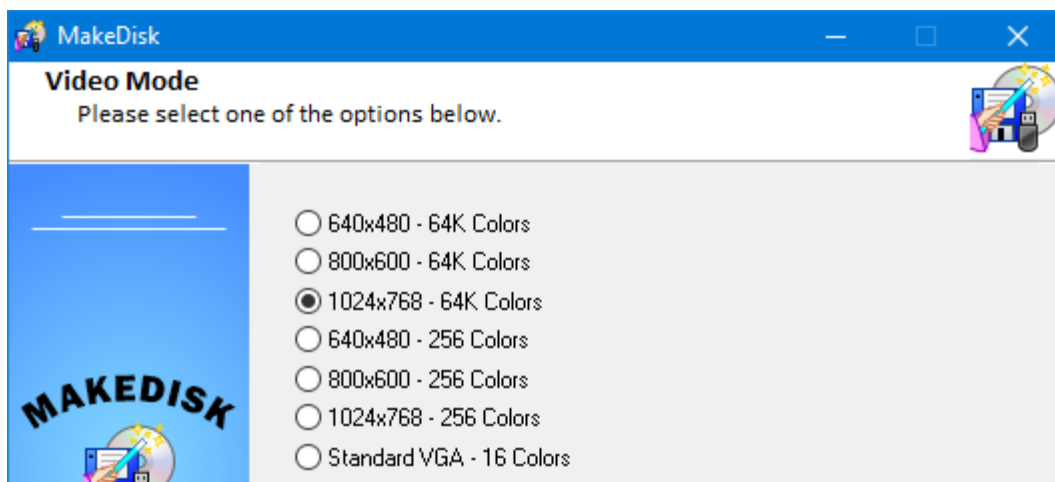 MakeDisk
Video Mode
Please select one of the options below.
640x480 - 64K Colors
800x600 - 64K Colors
1024x768 - 64K Colors
640x480 - 256 Colors
800x600 - 256 Colors
1024x768 - 256 Colors
Standard VGA - 16 Colors
MAKEDISK